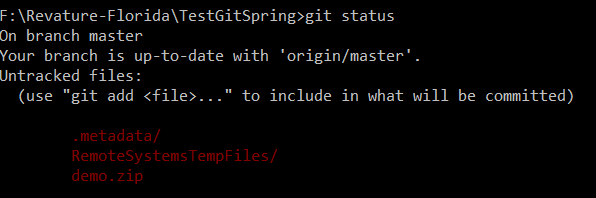 F:\Revature-Florida\TestGitSpring>git status
On branch master
Your branch is up-to-date with 'origin/master'.
Untracked files:
  (use "git add <file>..." to include in what will be committed)

        .metadata/
        RemoteSystemsTempFiles/
        demo.zip